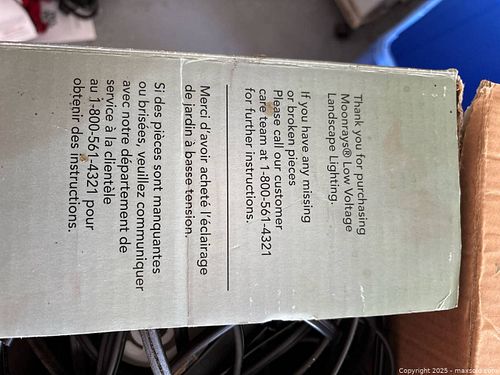 Thank you for purchasing
Moonrays® Low Voltage
Landscape Lighting.
If you have any missing
or broken pieces
Please call our customer
care team at 1-800-561-4321
for further instructions.
Merci d'avoir acheté l'éclairage
de jardin à basse tension.
Si des pièces sont manquantes
ou brisées, veuillez communiquer
avec notre département de
service à la clientèle
au 1-800-561-4321 pour
obtenir des instructions.
Copyright 2025 - maxsold.com